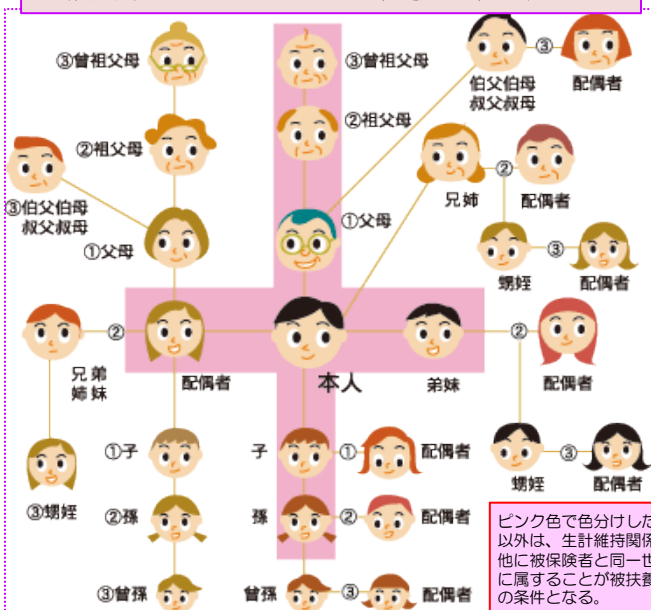 ③曾祖父母
③曾祖父母
伯父伯母
叔父叔母
③
配偶者
②祖父母
②祖父母
③伯父伯母
叔父叔母
兄姉
②
配偶者
①父母
①父母
甥姪
③
配偶者
②
兄弟
姉妹
配偶者
本人
弟妹
②
配偶者
③甥姪
①子
子
①
配偶者
甥姪
③
配偶者
②孫
孫
②
配偶者
③曾孫
曾孫
③
配偶者
ピンク色で色分けした
以外は、生計維持関係
他に被保険者と同一世
に属することが被扶養
の条件となる。